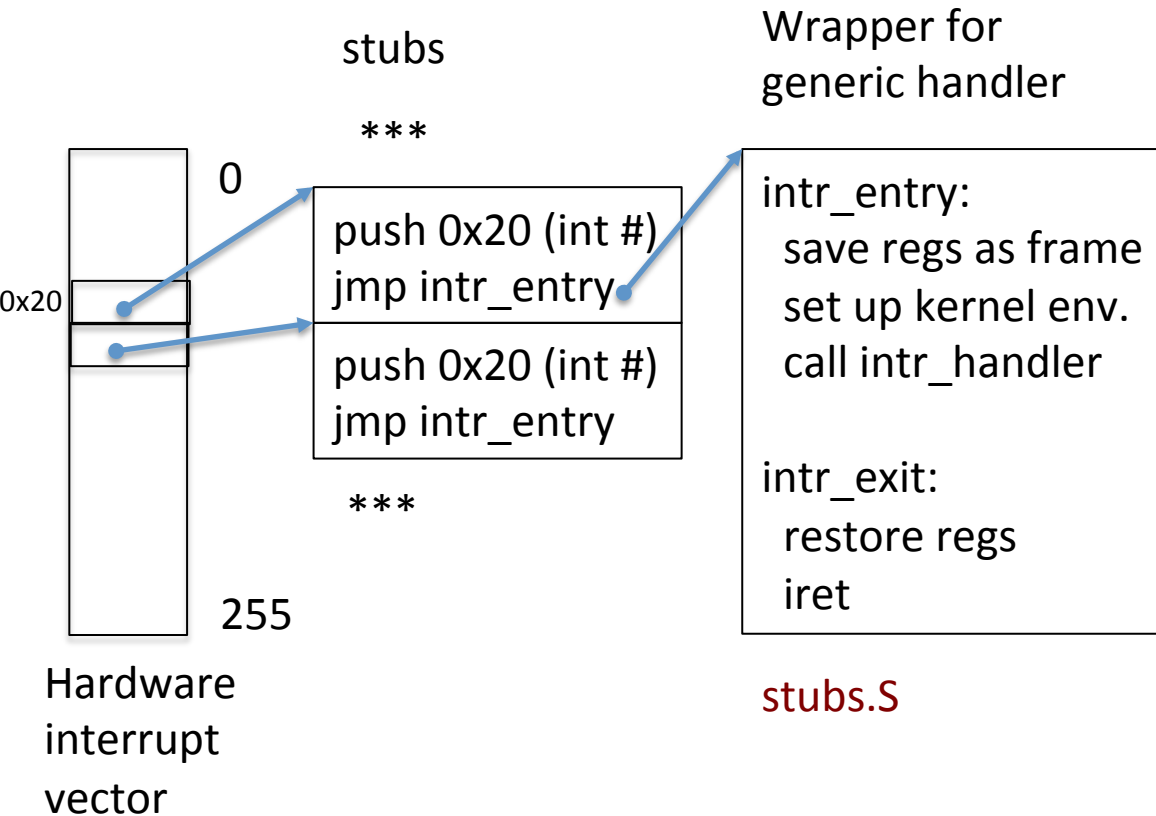 stubs
***
Wrapper for
generic handler
0
0x20
255
Hardware
interrupt
vector
push 0x20 (int #)
jmp intr_entry
push 0x20 (int #)
jmp intr_entry
***
intr_entry:
save regs as frame
set up kernel env.
call intr_handler
intr_exit:
restore regs
iret
stubs.S